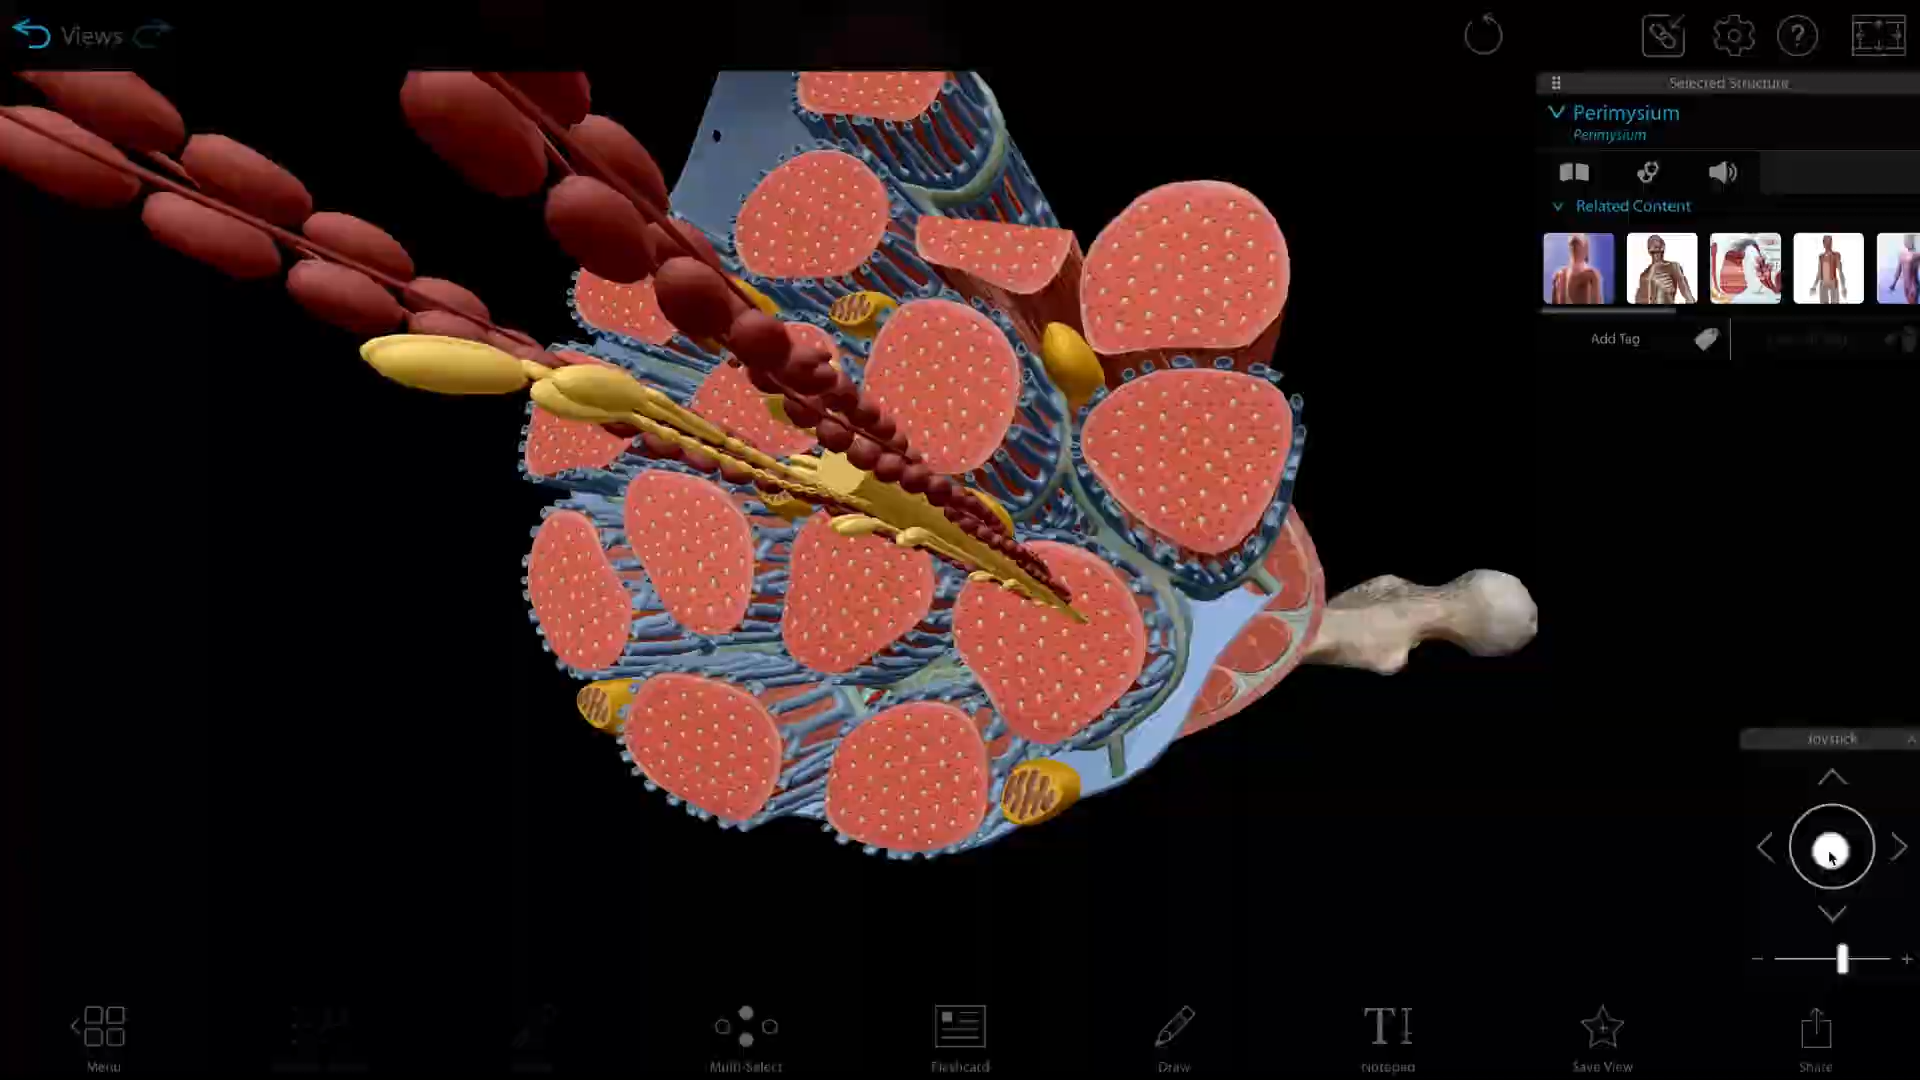 Views
Selected Structure
Perimysium
Perimysium
Related Content
Add Tag
Joystick
Menu
Multi-Select
Flashcard
Draw
Notepad
Save View
Share